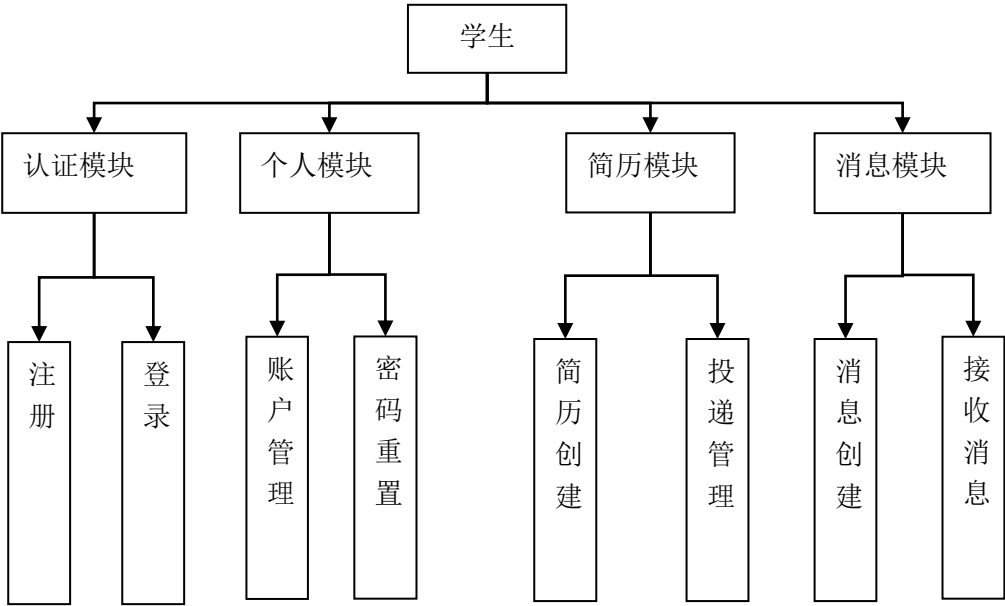 学生
认证模块
个人模块
简历模块
消息模块
注册
登录
账户管理
密码重置
简历创建
投递管理
消息创建
接收消息